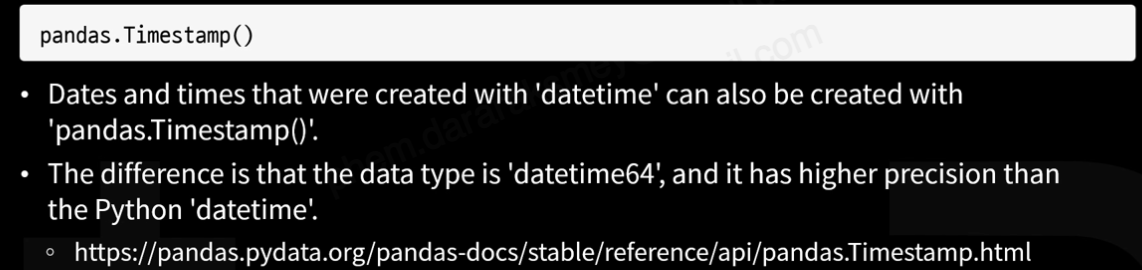 pandas.Timestamp()
• Dates and times that were created with 'datetime' can also be created with
'pandas.Timestamp()'.
• The difference is that the data type is 'datetime64', and it has higher precision than
the Python 'datetime'.
◦ https://pandas.pydata.org/pandas-docs/stable/reference/api/pandas.Timestamp.html